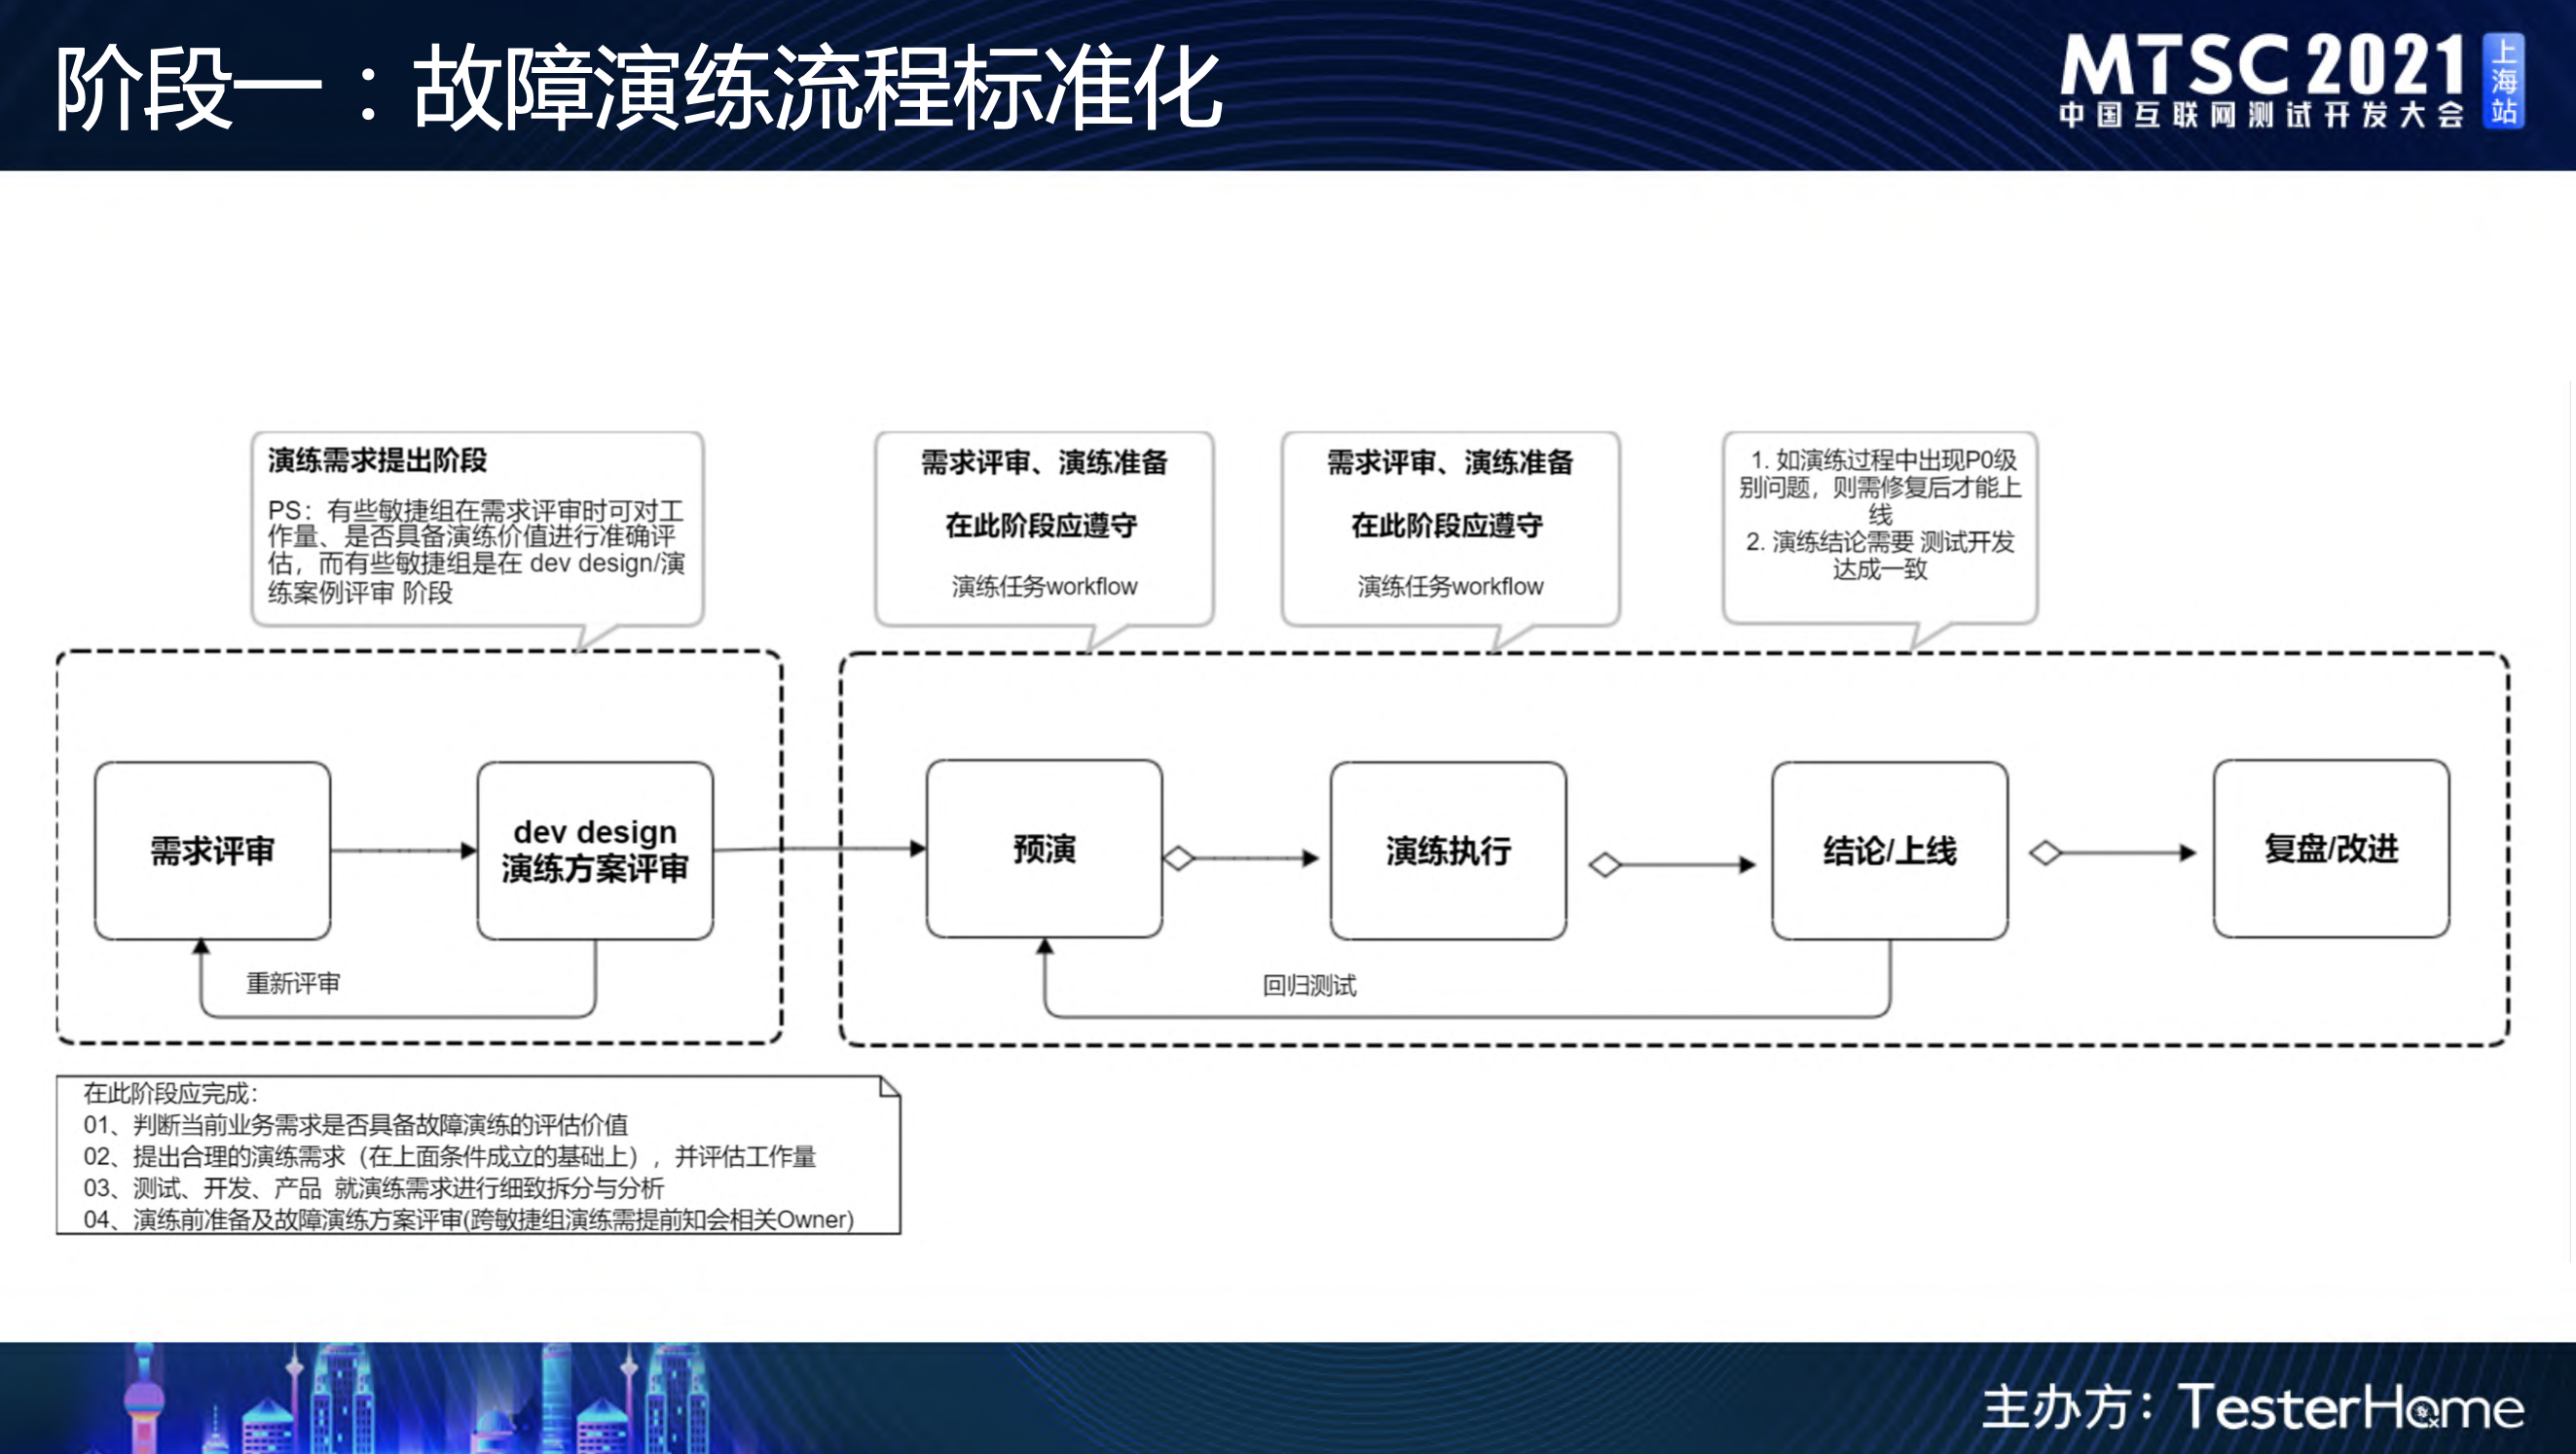 阶段一：故障演练流程标准化
MTSC 2021
上海站
中国互联网测试开发大会
演练需求提出阶段
PS：有些敏捷组在需求评审时可对工
作量、是否具备演练价值进行准确评
估，而有些敏捷组是在 dev design/演
练案例评审 阶段
需求评审、演练准备
在此阶段应遵守
演练任务workflow
需求评审、演练准备
在此阶段应遵守
演练任务workflow
1. 如演练过程中出现P0级
别问题，则需修复后才能上
线
2. 演练结论需要 测试开发
达成一致
需求评审
dev design
演练方案评审
预演
演练执行
结论/上线
复盘/改进
重新评审
回归测试
在此阶段应完成：
01、判断当前业务需求是否具备故障演练的评估价值
02、提出合理的演练需求（在上面条件成立的基础上），并评估工作量
03、测试、开发、产品 就演练需求进行细致拆分与分析
04、演练前准备及故障演练方案评审(跨敏捷组演练需提前知会相关Owner)
主办方：TesterHome